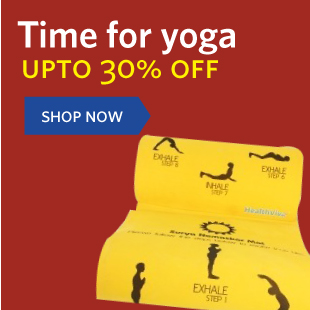 Time for yoga
UPTO 30% OFF
SHOP NOW
EXHALE
STEP 8
INHALE
STEP 7
EXHALE
STEP 6
Surya Namaskar Mat
EXHALE
STEP 1